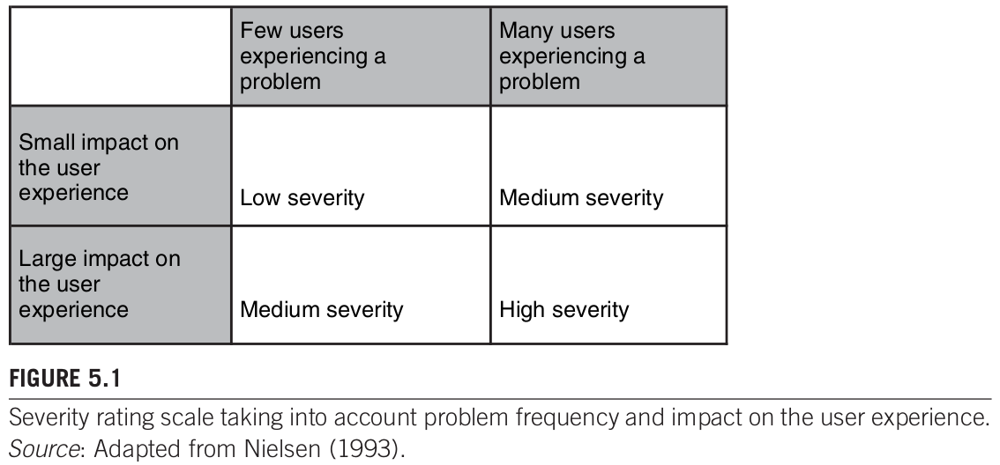 Few users
experiencing a
problem
Many users
experiencing a
problem
Small impact on
the user
experience
Low severity
Medium severity
Large impact on
the user
experience
Medium severity
High severity
FIGURE 5.1
Severity rating scale taking into account problem frequency and impact on the user experience.
Source: Adapted from Nielsen (1993).